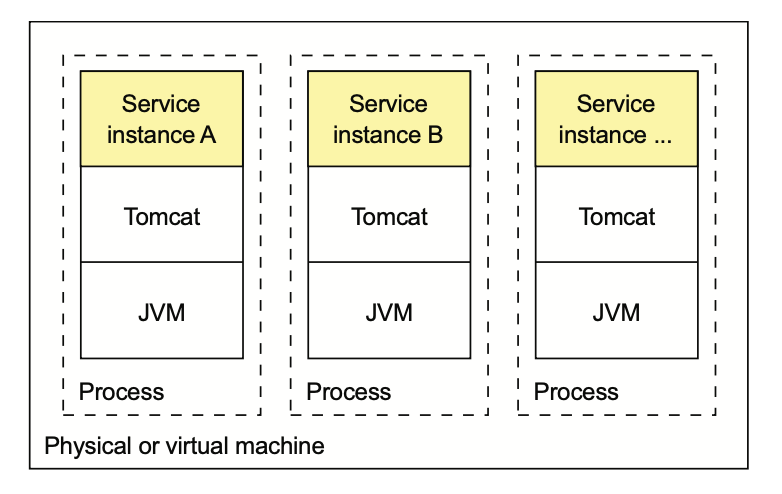 Service
instance A
Tomcat
JVM
Process
Service
instance B
Tomcat
JVM
Process
Service
instance ...
Tomcat
JVM
Process
Physical or virtual machine